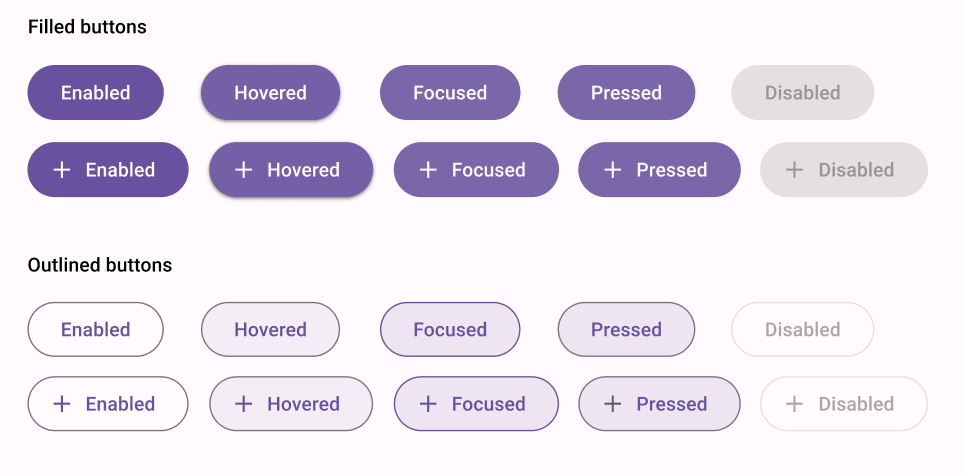 Filled buttons
Enabled Hovered Focused Pressed Disabled
+ Enabled + Hovered + Focused + Pressed + Disabled
Outlined buttons
Enabled Hovered Focused Pressed Disabled
+ Enabled + Hovered + Focused + Pressed + Disabled